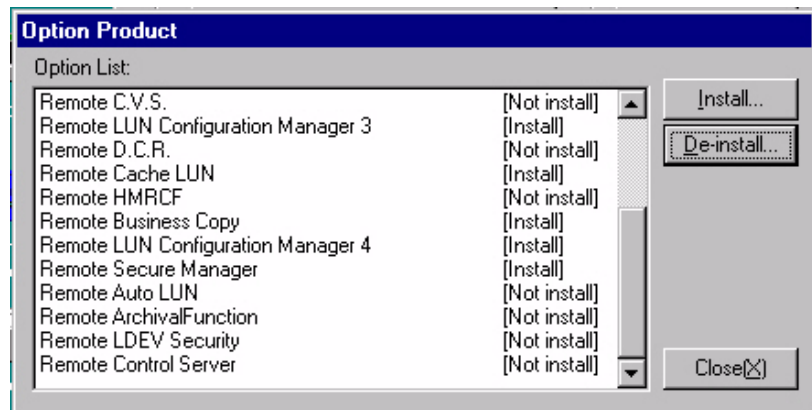 Option Product
Option List:
Remote C.V.S. [Not install]
Remote LUN Configuration Manager 3 [Install]
Remote D.C.R. [Not install]
Remote Cache LUN [Install]
Remote HMRCF [Not install]
Remote Business Copy [Install]
Remote LUN Configuration Manager 4 [Install]
Remote Secure Manager [Install]
Remote Auto LUN [Not install]
Remote ArchivalFunction [Not install]
Remote LDEV Security [Not install]
Remote Control Server [Not install]
Install...
De-install...
Close(X)